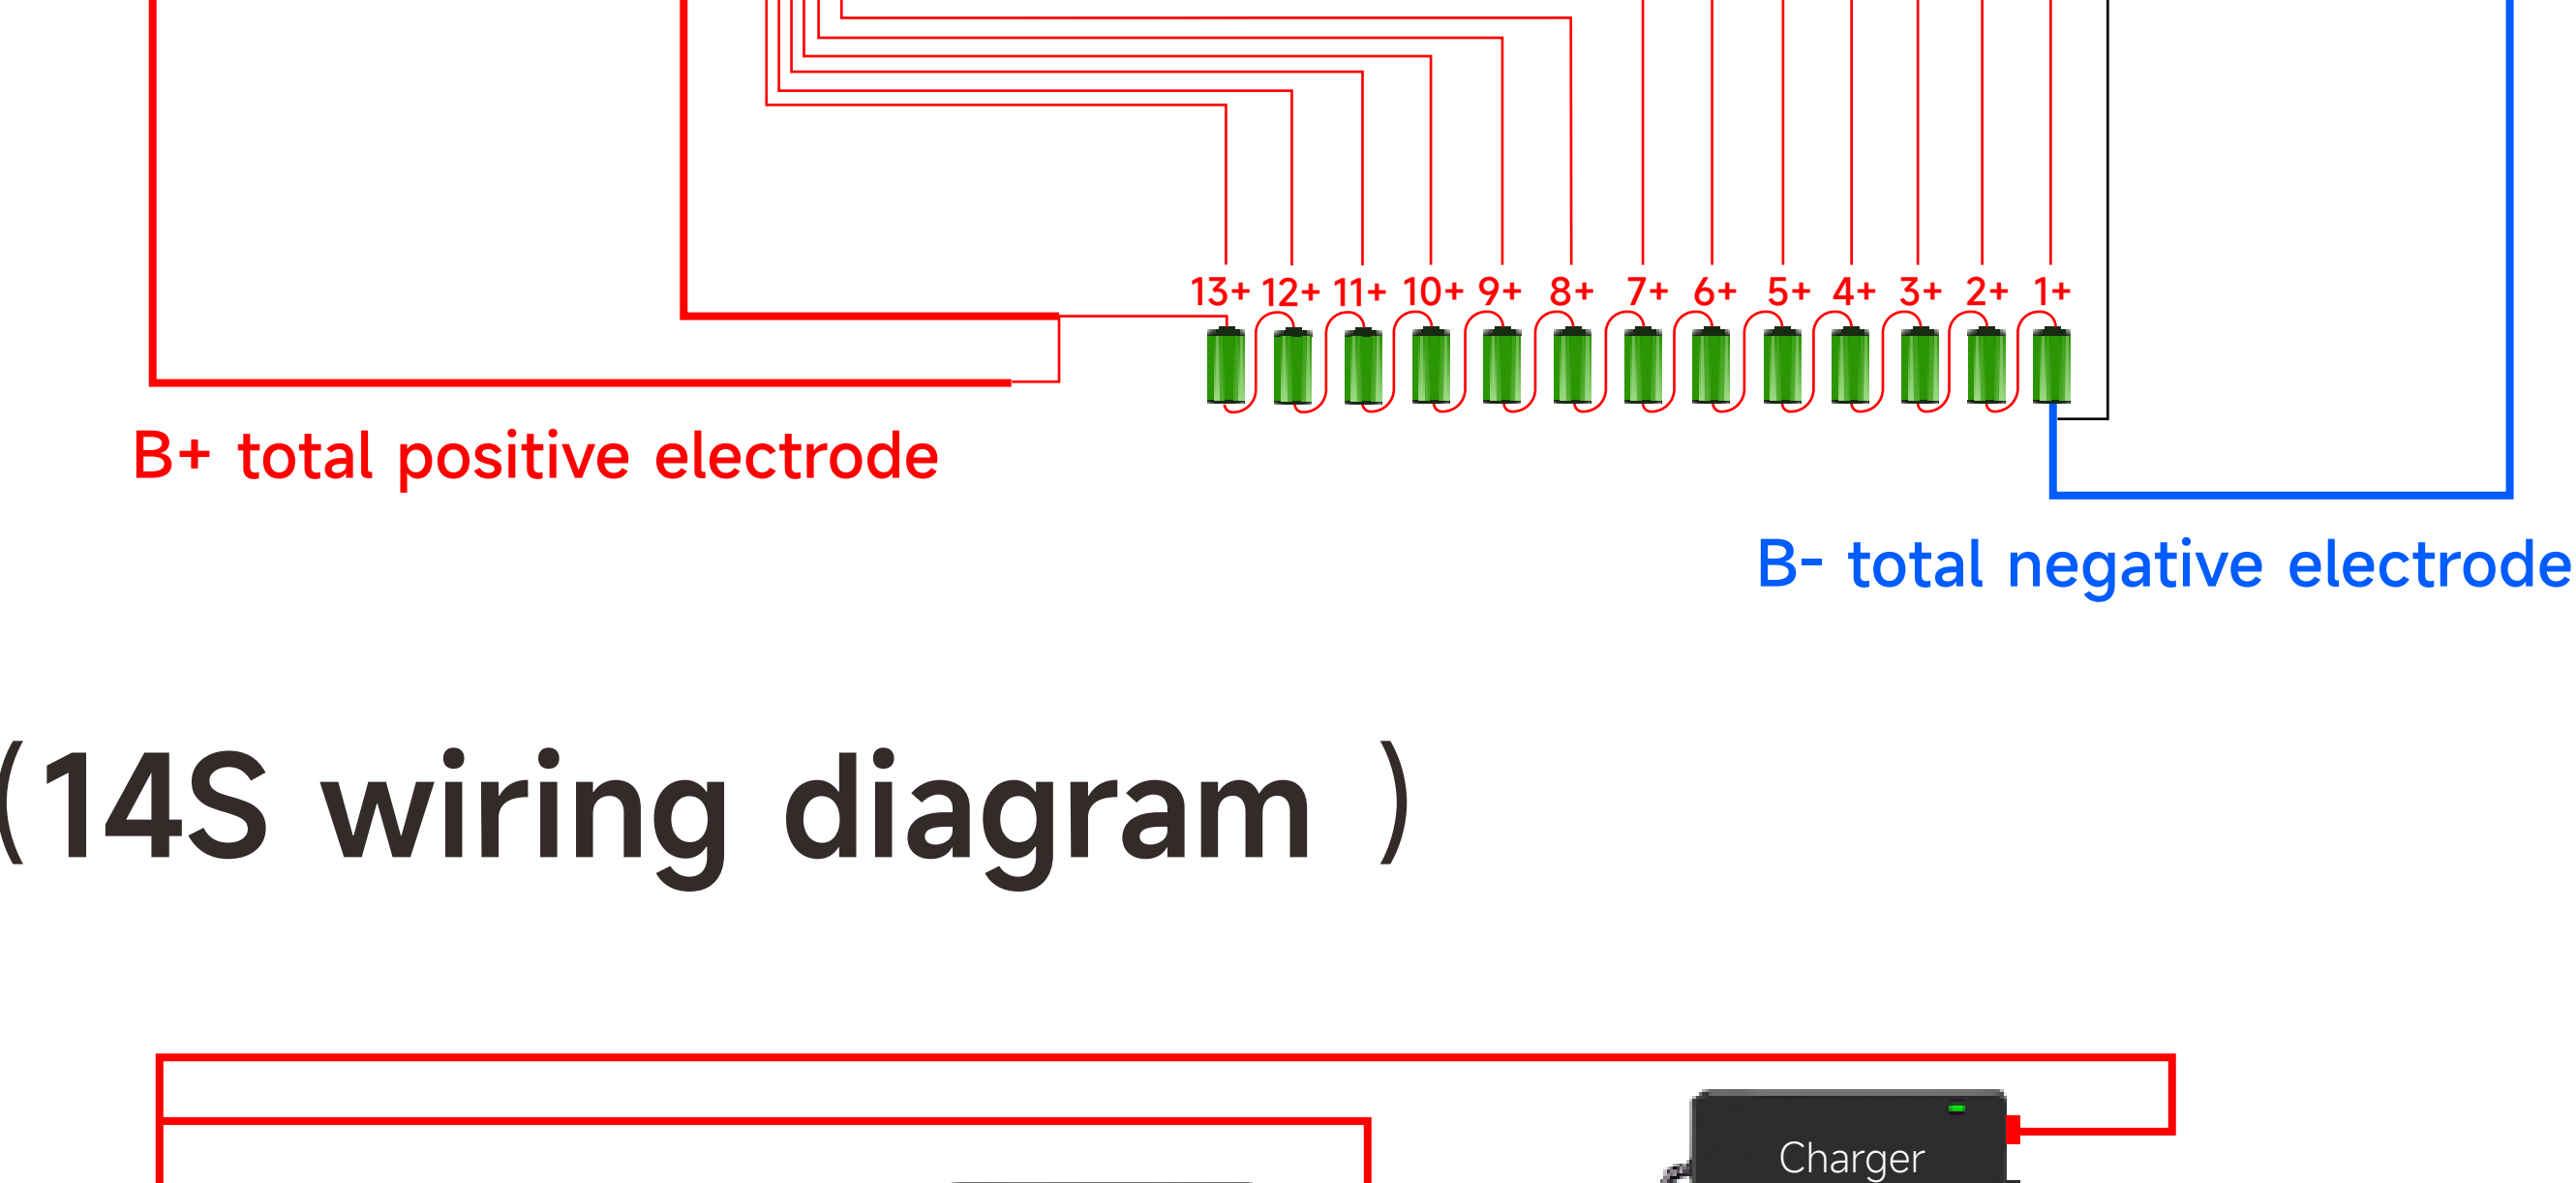 13+ 12+ 11+ 10+ 9+ 8+ 7+ 6+ 5+ 4+ 3+ 2+ 1+
B+ total positive electrode
B- total negative electrode
(14S wiring diagram )
Charger